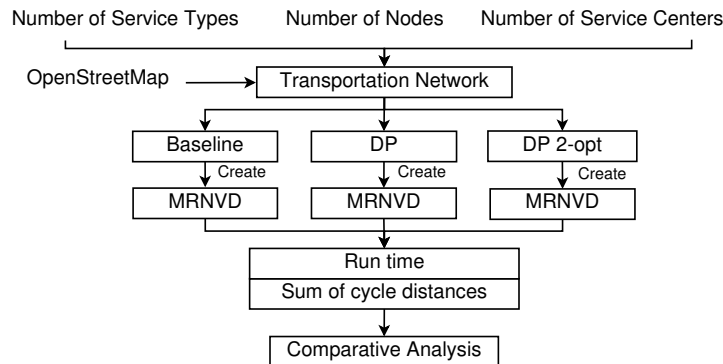 Number of Service Types Number of Nodes Number of Service Centers
OpenStreetMap Transportation Network
Baseline DP DP 2-opt
Create Create Create
MRNVD MRNVD MRNVD
Run time
Sum of cycle distances
Comparative Analysis